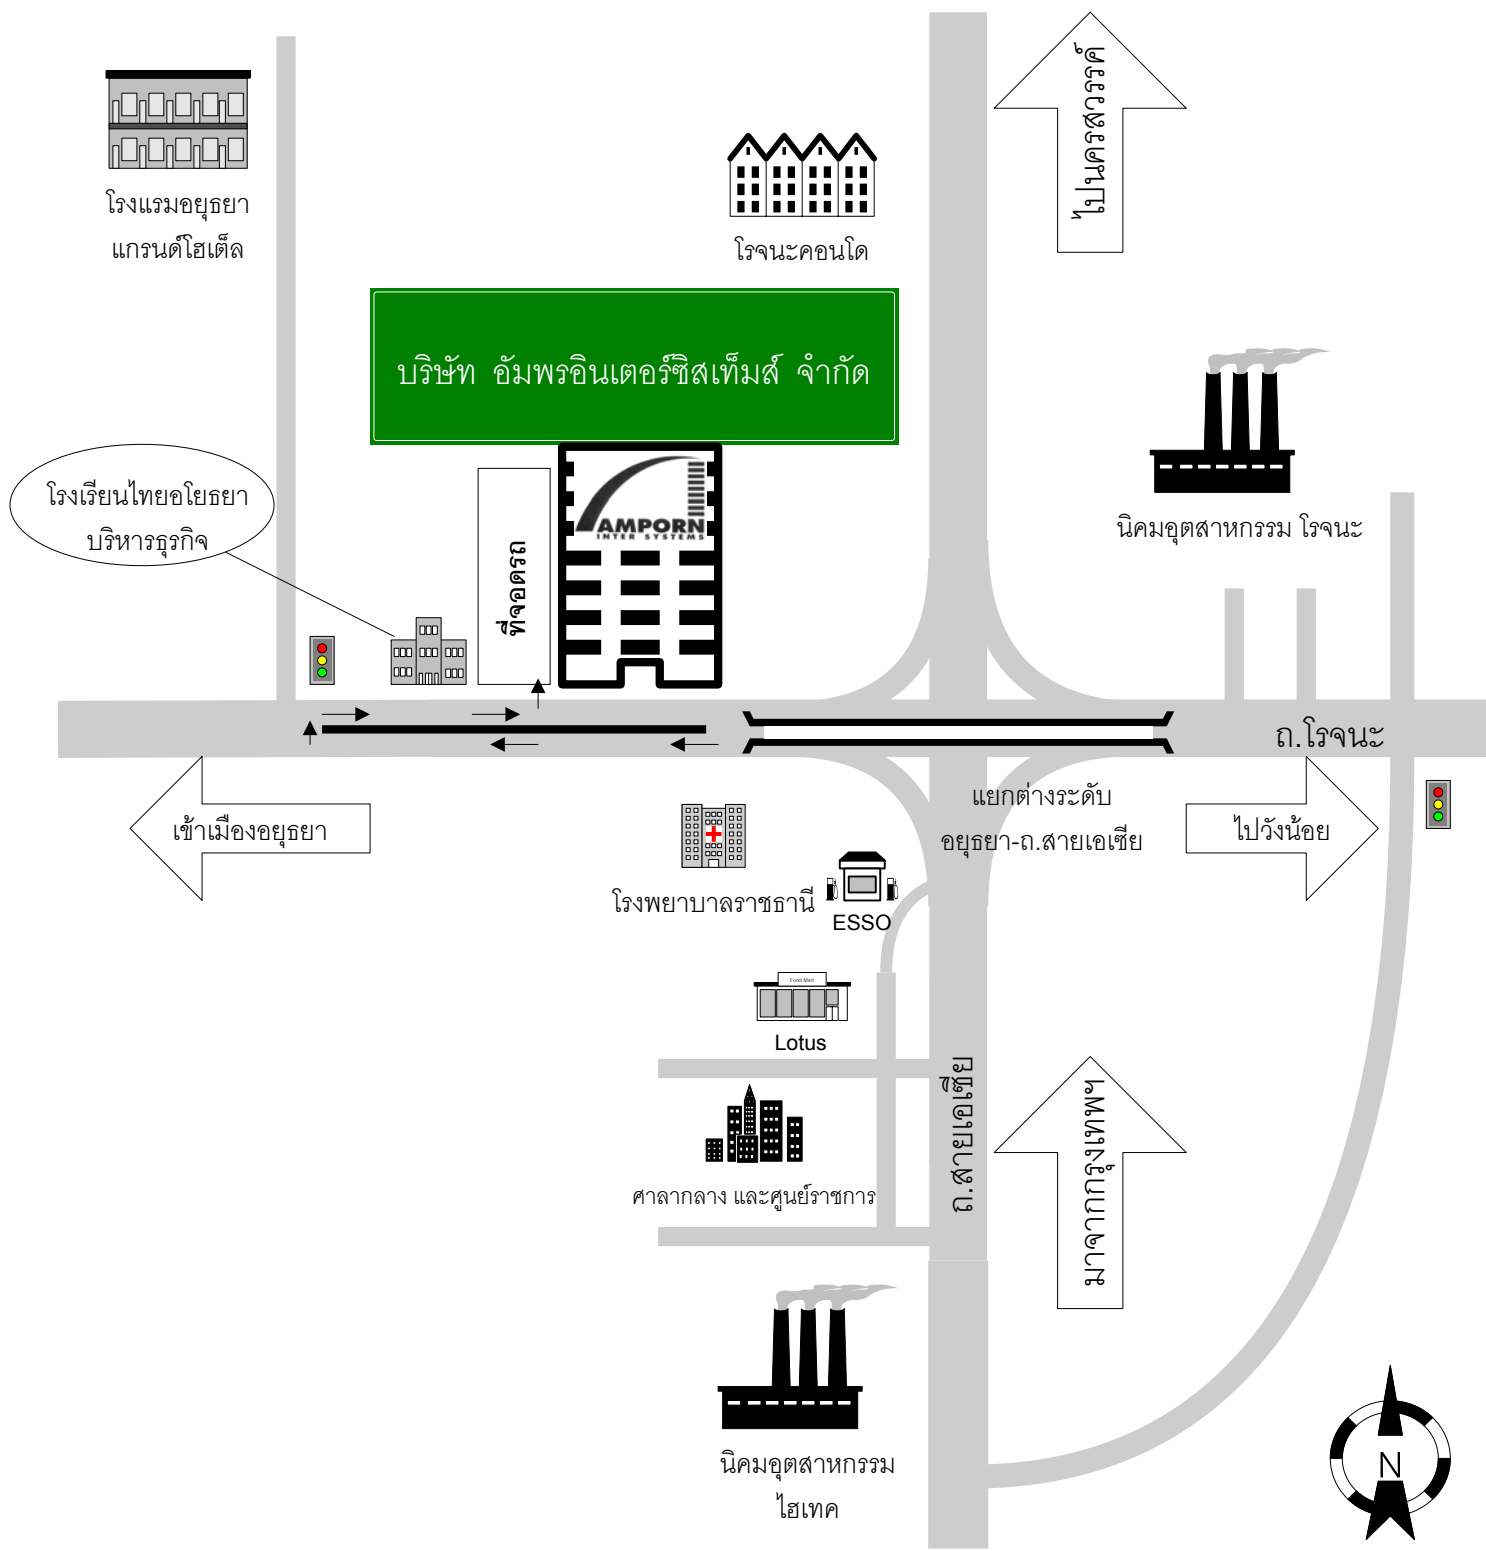 ไปนครสวรรค์
โรงแรมอยุธยา
แกรนด์โฮเต็ล
โรจนะคอนโด
บริษัท อัมพรอินเตอร์ซิสเท็มส์ จำกัด
AMPORN
INTER SYSTEMS
โรงเรียนไทยอโยธยา
บริหารธุรกิจ
ที่จอดรถ
นิคมอุตสาหกรรม โรจนะ
ถ.โรจนะ
เข้าเมืองอยุธยา
แยกต่างระดับ
อยุธยา-ถ.สายเอเซีย
ไปวังน้อย
โรงพยาบาลราชธานี
ESSO
Food Mart
Lotus
ถ.สายเอเซีย
มาจากกรุงเทพฯ
ศาลากลาง และศูนย์ราชการ
นิคมอุตสาหกรรม
ไฮเทค
N